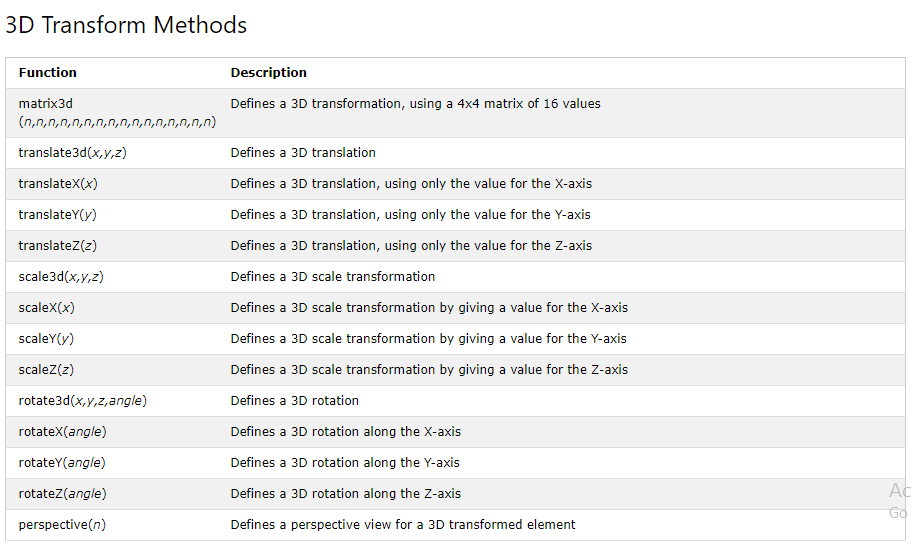 3D Transform Methods
Function Description
matrix3d Defines a 3D transformation, using a 4x4 matrix of 16 values
(n,n,n,n,n,n,n,n,n,n,n,n,n,n,n,n)
translate3d(x,y,z) Defines a 3D translation
translateX(x) Defines a 3D translation, using only the value for the X-axis
translateY(y) Defines a 3D translation, using only the value for the Y-axis
translateZ(z) Defines a 3D translation, using only the value for the Z-axis
scale3d(x,y,z) Defines a 3D scale transformation
scaleX(x) Defines a 3D scale transformation by giving a value for the X-axis
scaleY(y) Defines a 3D scale transformation by giving a value for the Y-axis
scaleZ(z) Defines a 3D scale transformation by giving a value for the Z-axis
rotate3d(x,y,z,angle) Defines a 3D rotation
rotateX(angle) Defines a 3D rotation along the X-axis
rotateY(angle) Defines a 3D rotation along the Y-axis
rotateZ(angle) Defines a 3D rotation along the Z-axis
Ac
Go
perspective(n) Defines a perspective view for a 3D transformed element